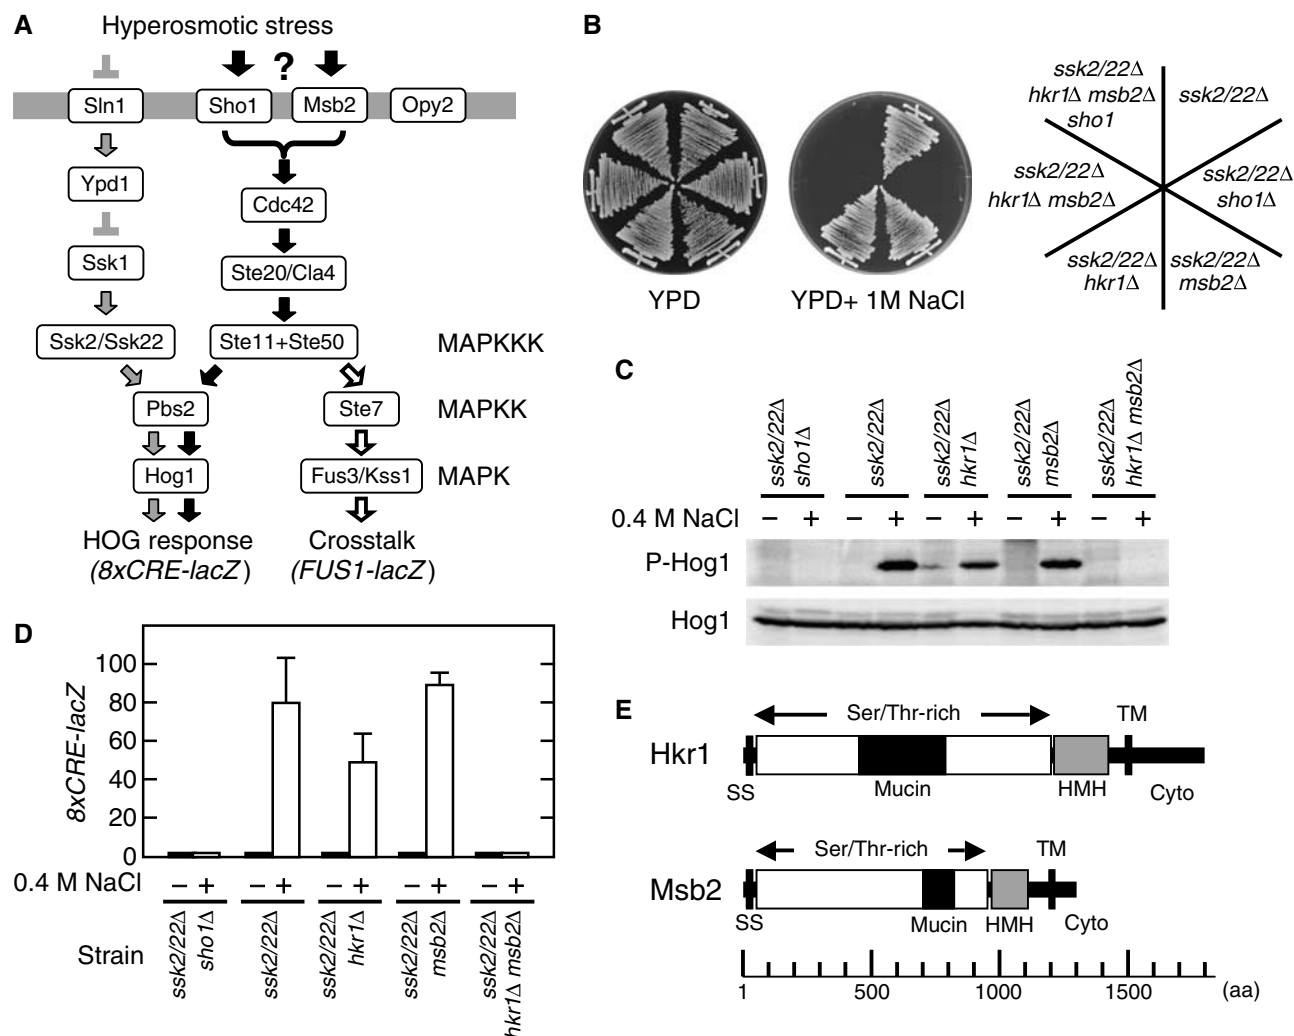 A
Hyperosmotic stress
?
Sln1
Sho1
Msb2
Opy2
Ypd1
Cdc42
Ssk1
Ste20/Cla4
Ssk2/Ssk22
Ste11+Ste50
MAPKKK
Pbs2
Ste7
MAPKK
Hog1
Fus3/Kss1
MAPK
HOG response
(8xCRE-lacZ)
Crosstalk
(FUS1-lacZ)
B
YPD
YPD+ 1M NaCl
ssk2/22Δ
hkr1Δ msb2Δ
sho1
ssk2/22Δ
ssk2/22Δ
sho1Δ
ssk2/22Δ
msb2Δ
ssk2/22Δ
hkr1Δ
ssk2/22Δ
hkr1Δ msb2Δ
C
ssk2/22Δ
sho1Δ
ssk2/22Δ
ssk2/22Δ
hkr1Δ
ssk2/22Δ
msb2Δ
ssk2/22Δ
hkr1Δ msb2Δ
0.4 M NaCl − + − + − + − + − +
P-Hog1
Hog1
D
8xCRE-lacZ
100
80
60
40
20
0
0.4 M NaCl − + − + − + − + − +
Strain
ssk2/22Δ
sho1Δ
ssk2/22Δ
ssk2/22Δ
hkr1Δ
ssk2/22Δ
msb2Δ
ssk2/22Δ
hkr1Δ msb2Δ
E
Ser/Thr-rich
TM
Hkr1
SS
Mucin
HMH
Cyto
Ser/Thr-rich
TM
Msb2
SS
Mucin
HMH
Cyto
1 500 1000 1500 (aa)